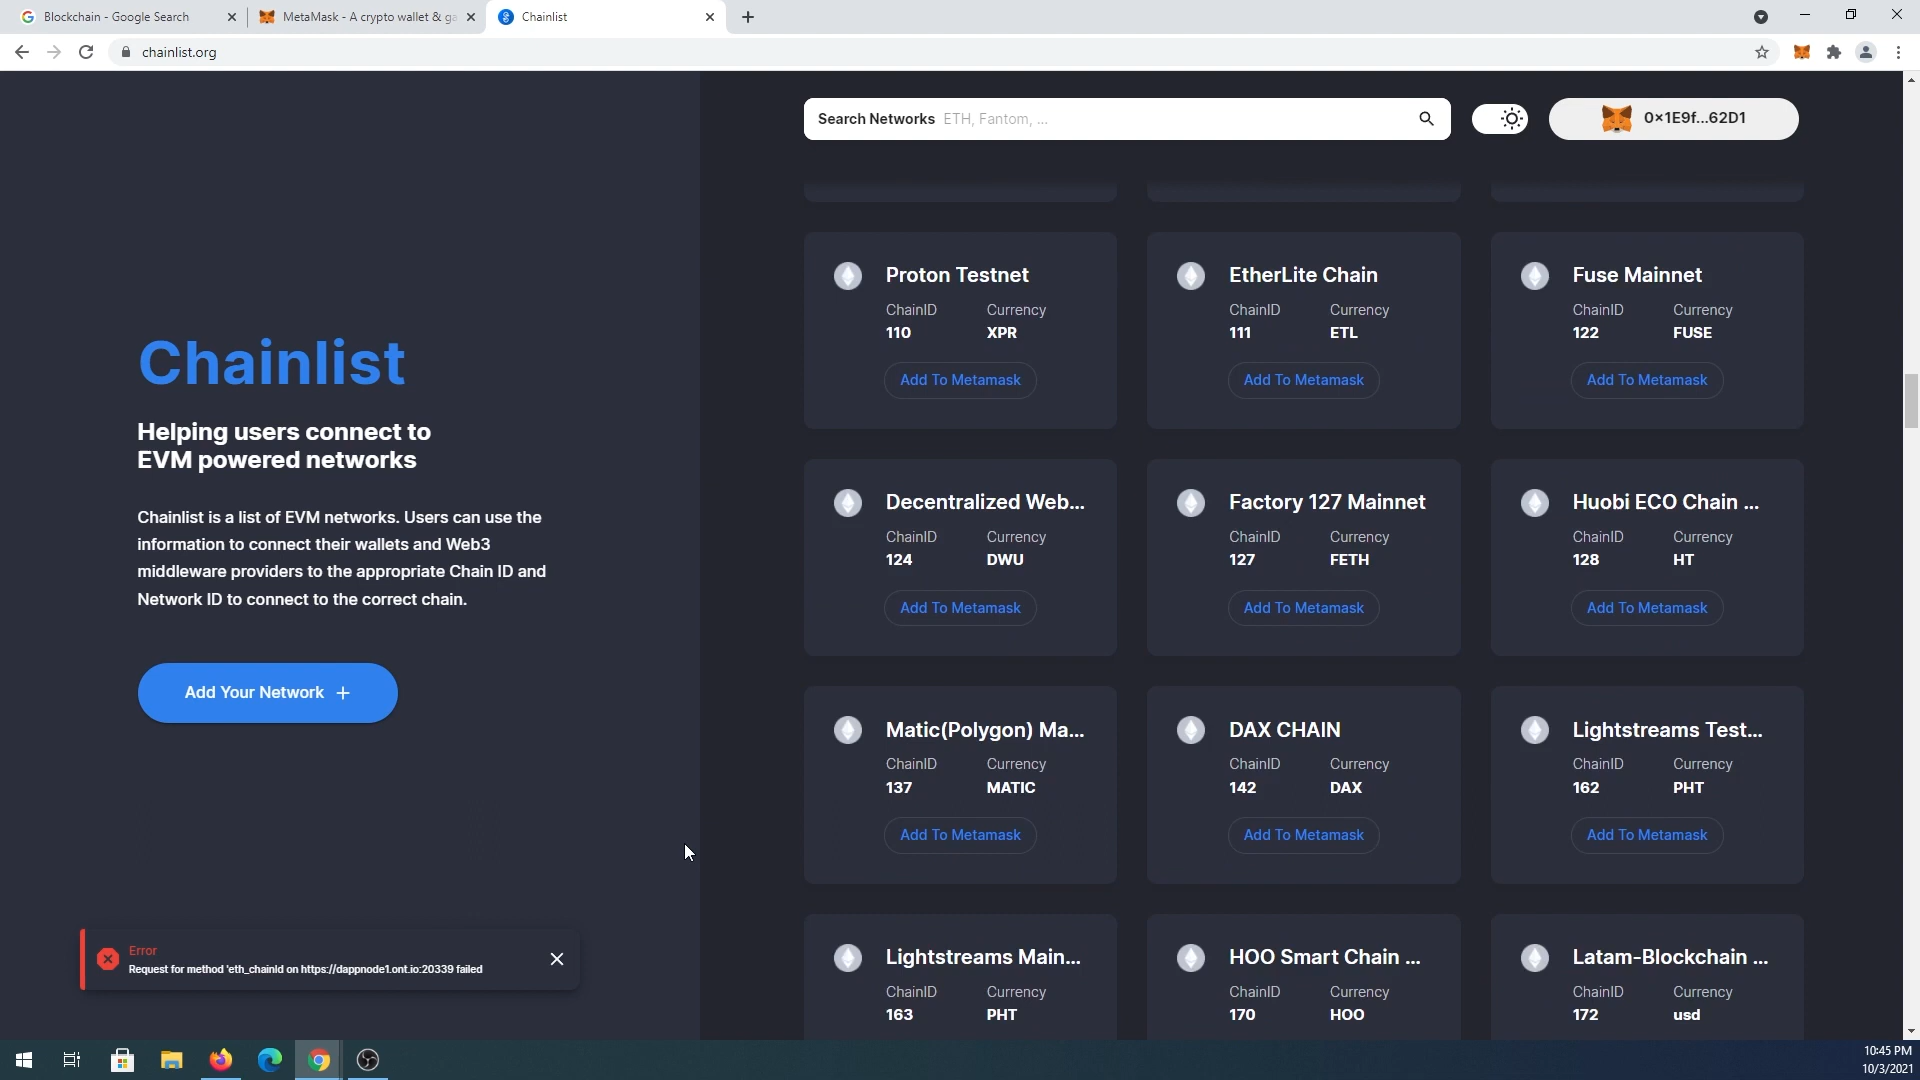 Blockchain - Google Search
MetaMask - A crypto wallet & ga
Chainlist
chainlist.org
Search Networks ETH, Fantom, ...
0×1E9f...62D1
Proton Testnet
ChainID Currency
110 XPR
Add To Metamask
EtherLite Chain
ChainID Currency
111 ETL
Add To Metamask
Fuse Mainnet
ChainID Currency
122 FUSE
Add To Metamask
Chainlist
Helping users connect to
EVM powered networks
Chainlist is a list of EVM networks. Users can use the
information to connect their wallets and Web3
middleware providers to the appropriate Chain ID and
Network ID to connect to the correct chain.
Add Your Network +
Decentralized Web...
ChainID Currency
124 DWU
Add To Metamask
Factory 127 Mainnet
ChainID Currency
127 FETH
Add To Metamask
Huobi ECO Chain ...
ChainID Currency
128 HT
Add To Metamask
Matic(Polygon) Ma...
ChainID Currency
137 MATIC
Add To Metamask
DAX CHAIN
ChainID Currency
142 DAX
Add To Metamask
Lightstreams Test...
ChainID Currency
162 PHT
Add To Metamask
Lightstreams Main...
ChainID Currency
163 PHT
HOO Smart Chain ...
ChainID Currency
170 HOO
Latam-Blockchain ...
ChainID Currency
172 usd
Error
Request for method 'eth_chainId on https://dappnode1.ont.io:20339 failed
10:45 PM
10/3/2021